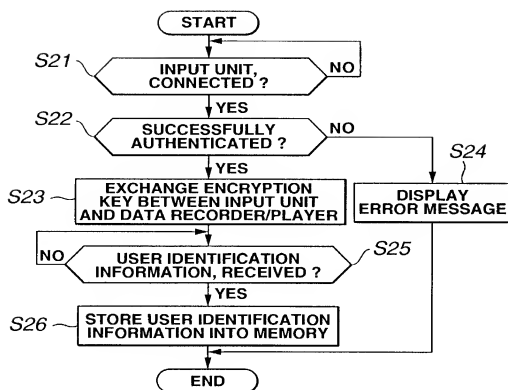 START
S21
INPUT UNIT,
CONNECTED ?
NO
YES
S22
SUCCESSFULLY
AUTHENTICATED ?
NO
YES
S24
S23
EXCHANGE ENCRYPTION
KEY BETWEEN INPUT UNIT
AND DATA RECORDER/PLAYER
DISPLAY
ERROR MESSAGE
NO
USER IDENTIFICATION
INFORMATION, RECEIVED ?
S25
YES
S26
STORE USER IDENTIFICATION
INFORMATION INTO MEMORY
END